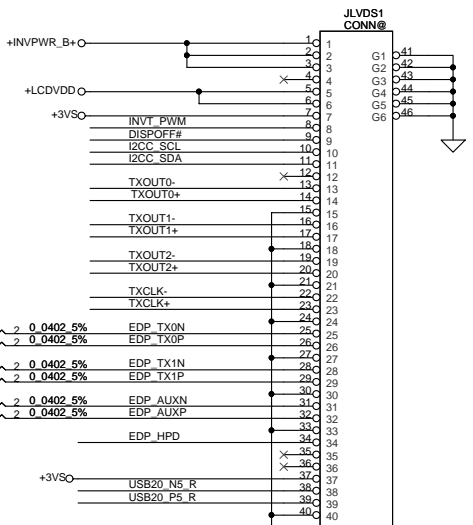 JLVDS1
CONN@
+INVPWR_B+ 1 1 G1 41
2 2 G2 42
3 3 G3 43
4 4 G4 44
+LCDVDD 5 5 G5 45
6 6 G6 46
+3VS 7 7
INVT_PWM 8 8
DISPOFF# 9 9
I2CC_SCL 10 10
I2CC_SDA 11 11
12 12
TXOUT0- 13 13
TXOUT0+ 14 14
15 15
TXOUT1- 16 16
TXOUT1+ 17 17
18 18
TXOUT2- 19 19
TXOUT2+ 20 20
21 21
TXCLK- 22 22
TXCLK+ 23 23
24 24
2 0_0402_5% EDP_TX0N 25 25
2 0_0402_5% EDP_TX0P 26 26
27 27
2 0_0402_5% EDP_TX1N 28 28
2 0_0402_5% EDP_TX1P 29 29
30 30
2 0_0402_5% EDP_AUXN 31 31
2 0_0402_5% EDP_AUXP 32 32
33 33
EDP_HPD 34 34
35 35
36 36
+3VS 37 37
USB20_N5_R 38 38
USB20_P5_R 39 39
40 40